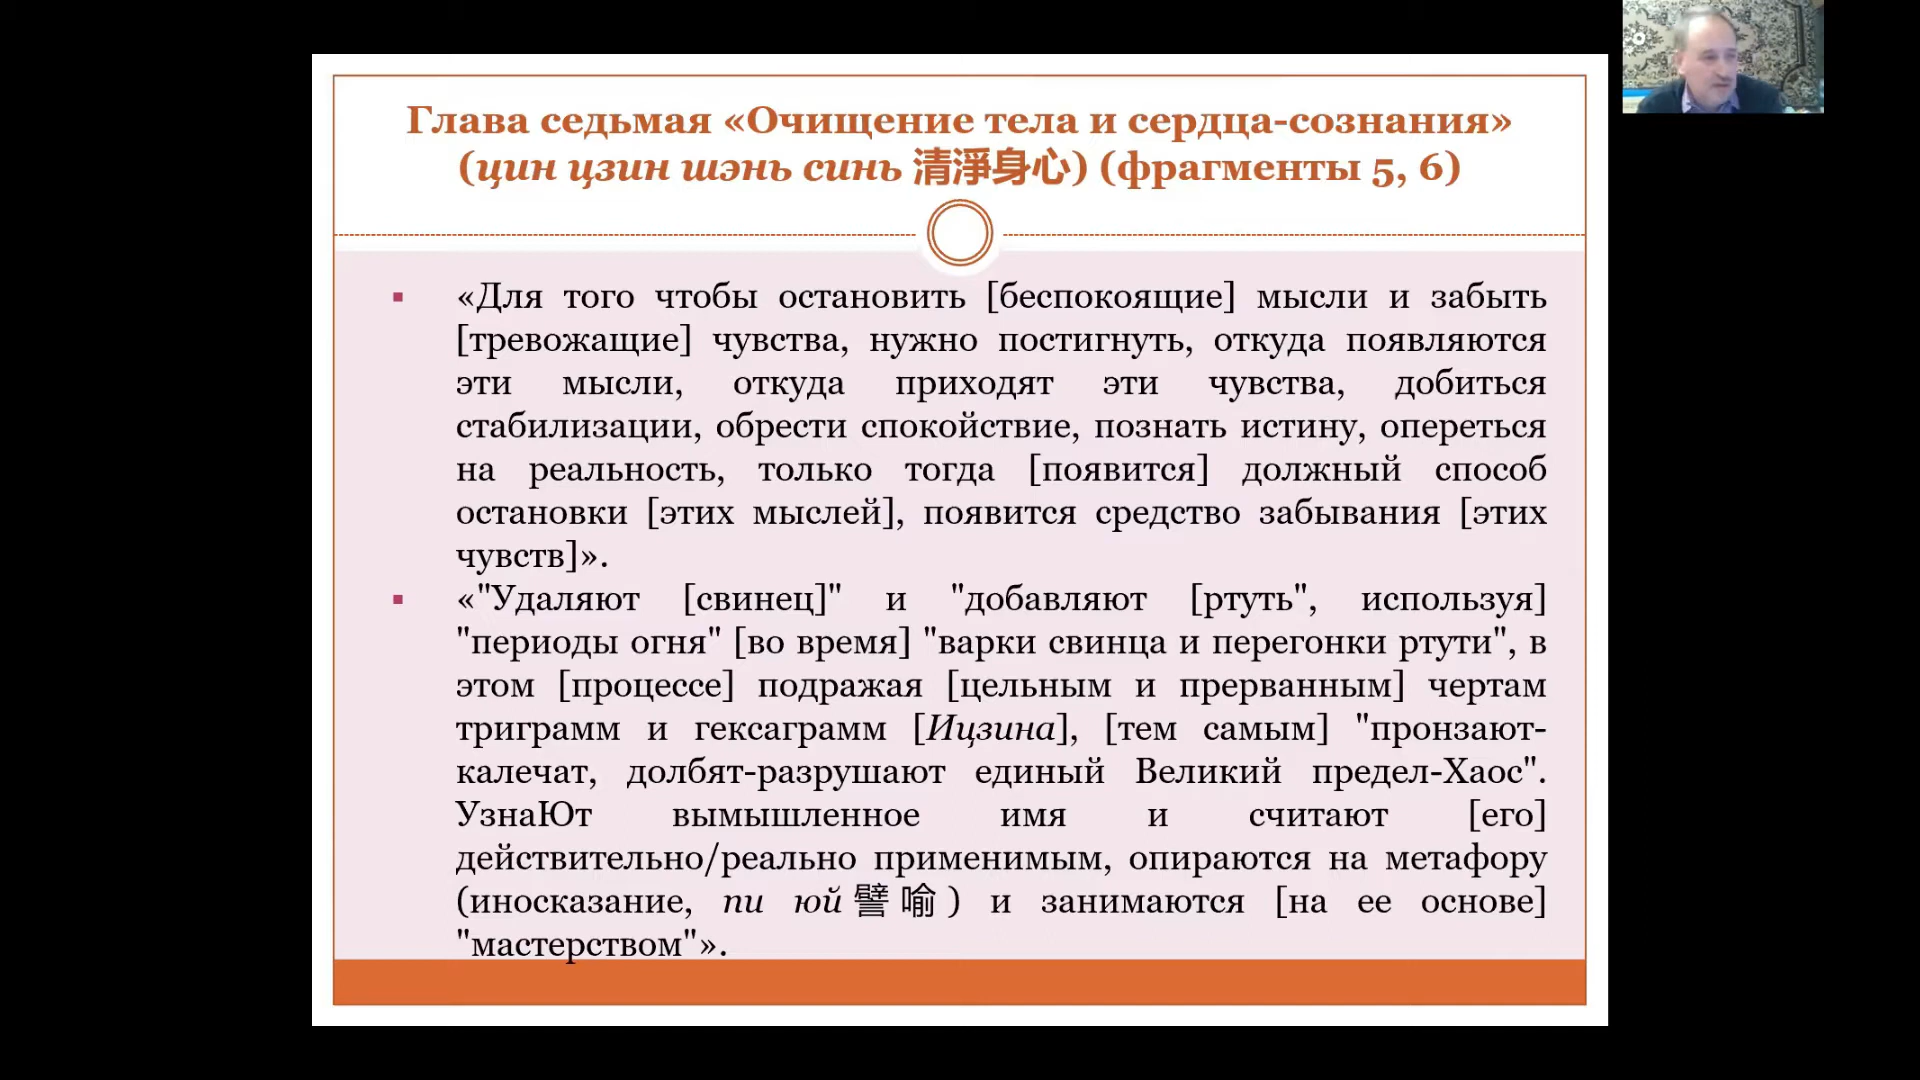 Глава седьмая «Очищение тела и сердца-сознания»
(цин цзин шэнь синь 清淨身心) (фрагменты 5, 6)
▪ «Для того чтобы остановить [беспокоящие] мысли и забыть
[тревожащие] чувства, нужно постигнуть, откуда появляются
эти мысли, откуда приходят эти чувства, добиться
стабилизации, обрести спокойствие, познать истину, опереться
на реальность, только тогда [появится] должный способ
остановки [этих мыслей], появится средство забывания [этих
чувств]».
▪ «"Удаляют [свинец]" и "добавляют [ртуть", используя]
"периоды огня" [во время] "варки свинца и перегонки ртути", в
этом [процессе] подражая [цельным и прерванным] чертам
триграмм и гексаграмм [Ицзина], [тем самым] "пронзают-
калечат, долбят-разрушают единый Великий предел-Хаос".
УзнаЮт вымышленное имя и считают [его]
действительно/реально применимым, опираются на метафору
(иносказание, пи юй 譬喻) и занимаются [на ее основе]
"мастерством"».